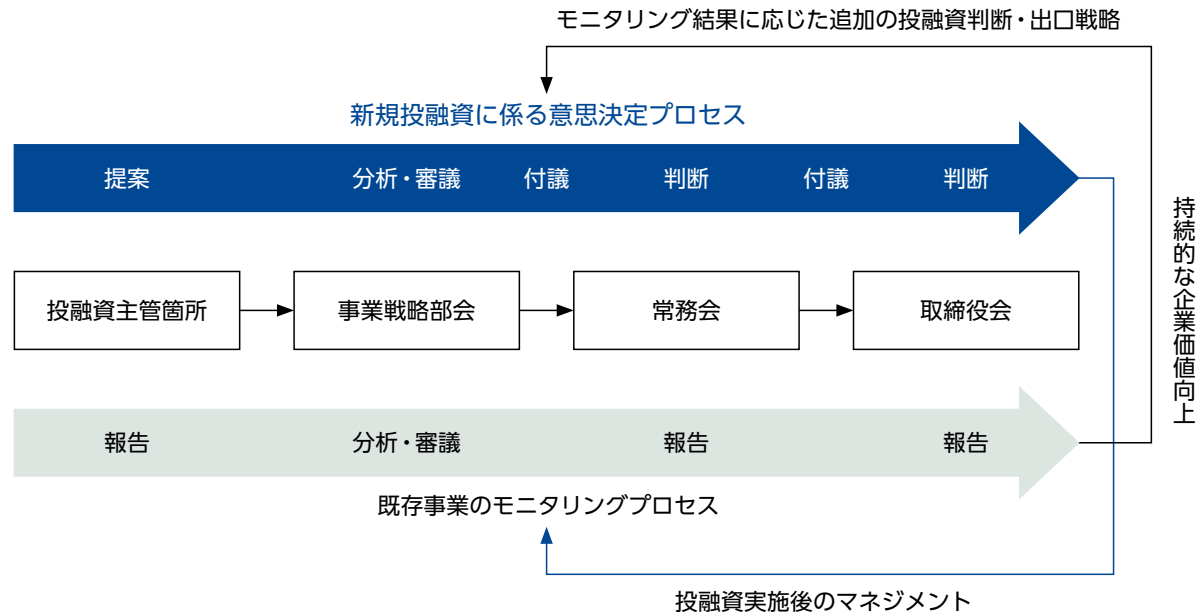 モニタリング結果に応じた追加の投融資判断・出口戦略
新規投融資に係る意思決定プロセス
提案 分析・審議 付議 判断 付議 判断
投融資主管箇所 事業戦略部会 常務会 取締役会
報告 分析・審議 報告 報告
既存事業のモニタリングプロセス
投融資実施後のマネジメント
持続的な企業価値向上